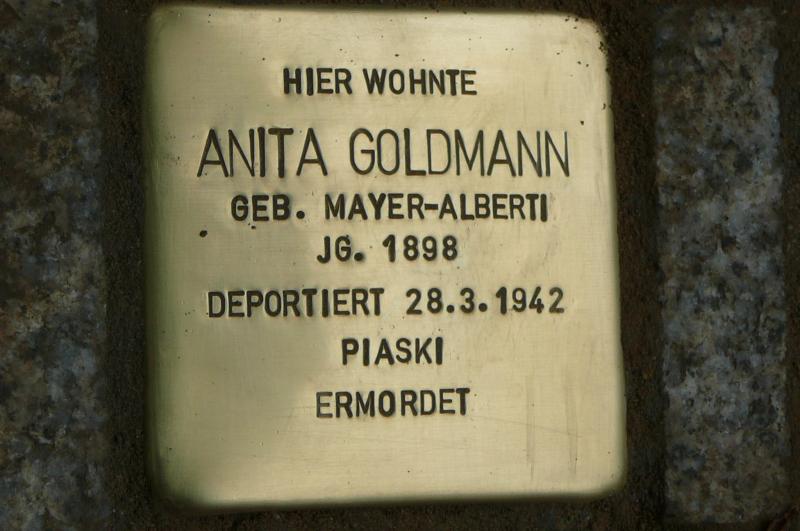 HIER WOHNTE
ANITA GOLDMANN
GEB. MAYER-ALBERTI
JG. 1898
DEPORTIERT 28.3.1942
PIASKI
ERMORDET